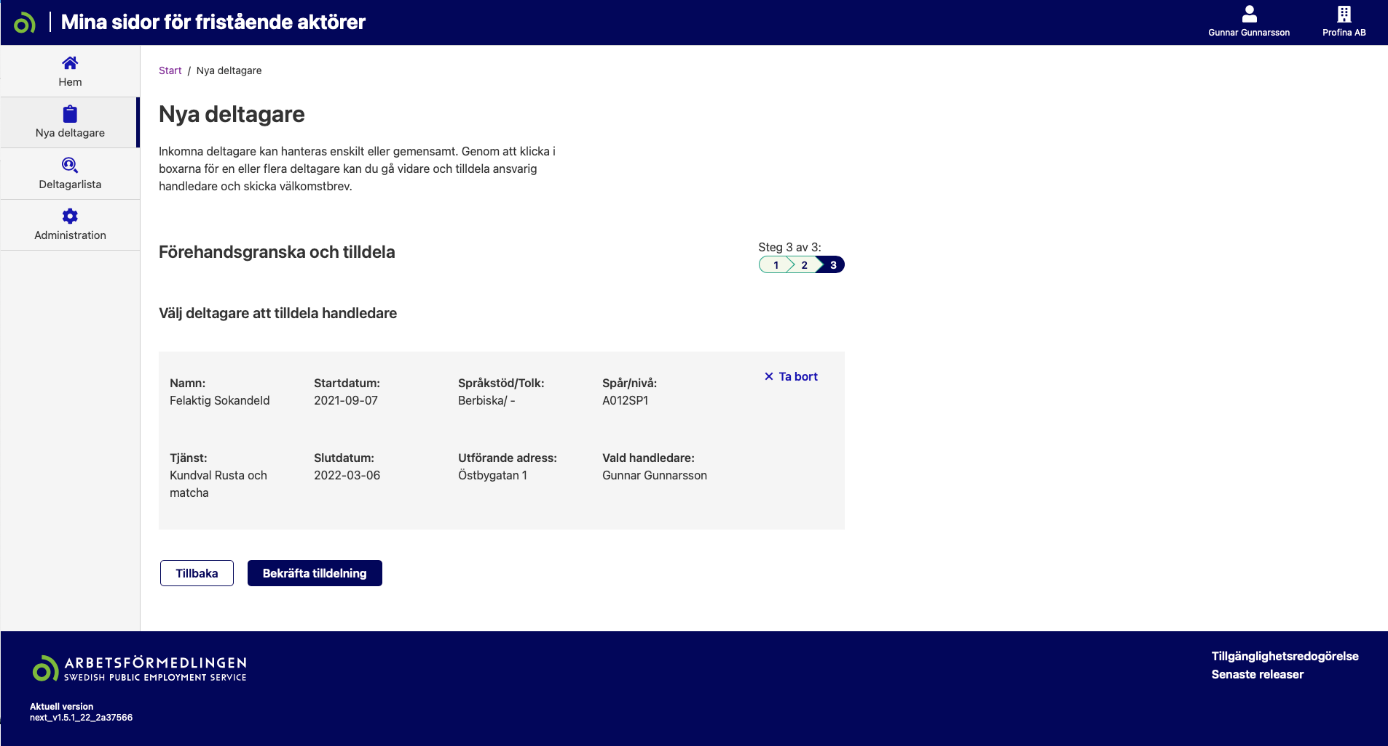 Mina sidor för fristående aktörer
Gunnar Gunnarsson
Profina AB
Hem
Nya deltagare
Deltagarlista
Administration
Start / Nya deltagare
Nya deltagare
Inkomna deltagare kan hanteras enskilt eller gemensamt. Genom att klicka i
boxarna för en eller flera deltagare kan du gå vidare och tilldela ansvarig
handledare och skicka välkomstbrev.
Förehandsgranska och tilldela
Steg 3 av 3:
1 2 3
Välj deltagare att tilldela handledare
Namn:
Felaktig Sokandeld
Startdatum:
2021-09-07
Språkstöd/Tolk:
Berbiska/ -
Spår/nivå:
A012SP1
Ta bort
Tjänst:
Kundval Rusta och
matcha
Slutdatum:
2022-03-06
Utförande adress:
Östbygatan 1
Vald handledare:
Gunnar Gunnarsson
Tillbaka
Bekräfta tilldelning
ARBETSFÖRMEDLINGEN
SWEDISH PUBLIC EMPLOYMENT SERVICE
Aktuell version
next_v1.5.1_22_2a37566
Tillgänglighetsredogörelse
Senaste releaser